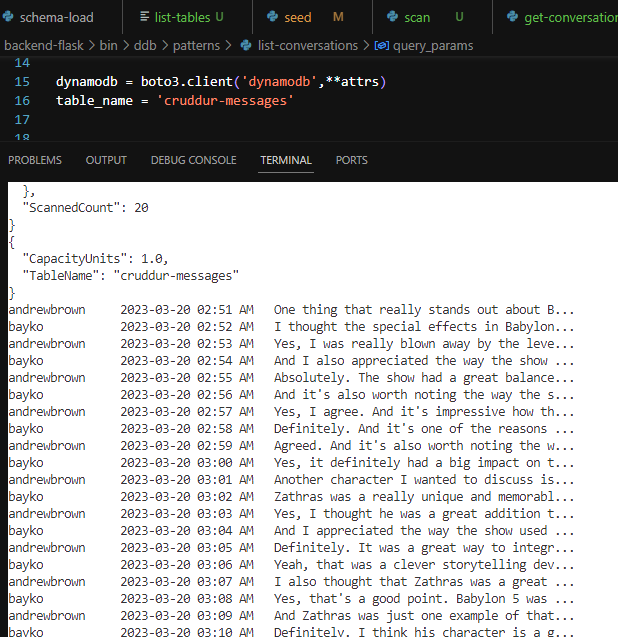 schema-load list-tables U seed M scan U get-conversation
backend-flask > bin > ddb > patterns > list-conversations > query_params
14
15 dynamodb = boto3.client('dynamodb',**attrs)
16 table_name = 'cruddur-messages'
17
18
PROBLEMS OUTPUT DEBUG CONSOLE TERMINAL PORTS
},
"ScannedCount": 20
}
{
"CapacityUnits": 1.0,
"TableName": "cruddur-messages"
}
andrewbrown 2023-03-20 02:51 AM One thing that really stands out about B...
bayko 2023-03-20 02:52 AM I thought the special effects in Babylon...
andrewbrown 2023-03-20 02:53 AM Yes, I was really blown away by the leve...
bayko 2023-03-20 02:54 AM And I also appreciated the way the show ...
andrewbrown 2023-03-20 02:55 AM Absolutely. The show had a great balance...
bayko 2023-03-20 02:56 AM And it's also worth noting the way the s...
andrewbrown 2023-03-20 02:57 AM Yes, I agree. And it's impressive how th...
bayko 2023-03-20 02:58 AM Definitely. And it's one of the reasons ...
andrewbrown 2023-03-20 02:59 AM Agreed. And it's also worth noting the w...
bayko 2023-03-20 03:00 AM Yes, it definitely had a big impact on t...
andrewbrown 2023-03-20 03:01 AM Another character I wanted to discuss is...
bayko 2023-03-20 03:02 AM Zathras was a really unique and memorabl...
andrewbrown 2023-03-20 03:03 AM Yes, I thought he was a great addition t...
bayko 2023-03-20 03:04 AM And I appreciated the way the show used ...
andrewbrown 2023-03-20 03:05 AM Definitely. It was a great way to integr...
bayko 2023-03-20 03:06 AM Yeah, that was a clever storytelling dev...
andrewbrown 2023-03-20 03:07 AM I also thought that Zathras was a great ...
bayko 2023-03-20 03:08 AM Yes, that's a good point. Babylon 5 was ...
andrewbrown 2023-03-20 03:09 AM And Zathras was just one example of that...
bayko 2023-03-20 03:10 AM Definitely. I think his character is a g...